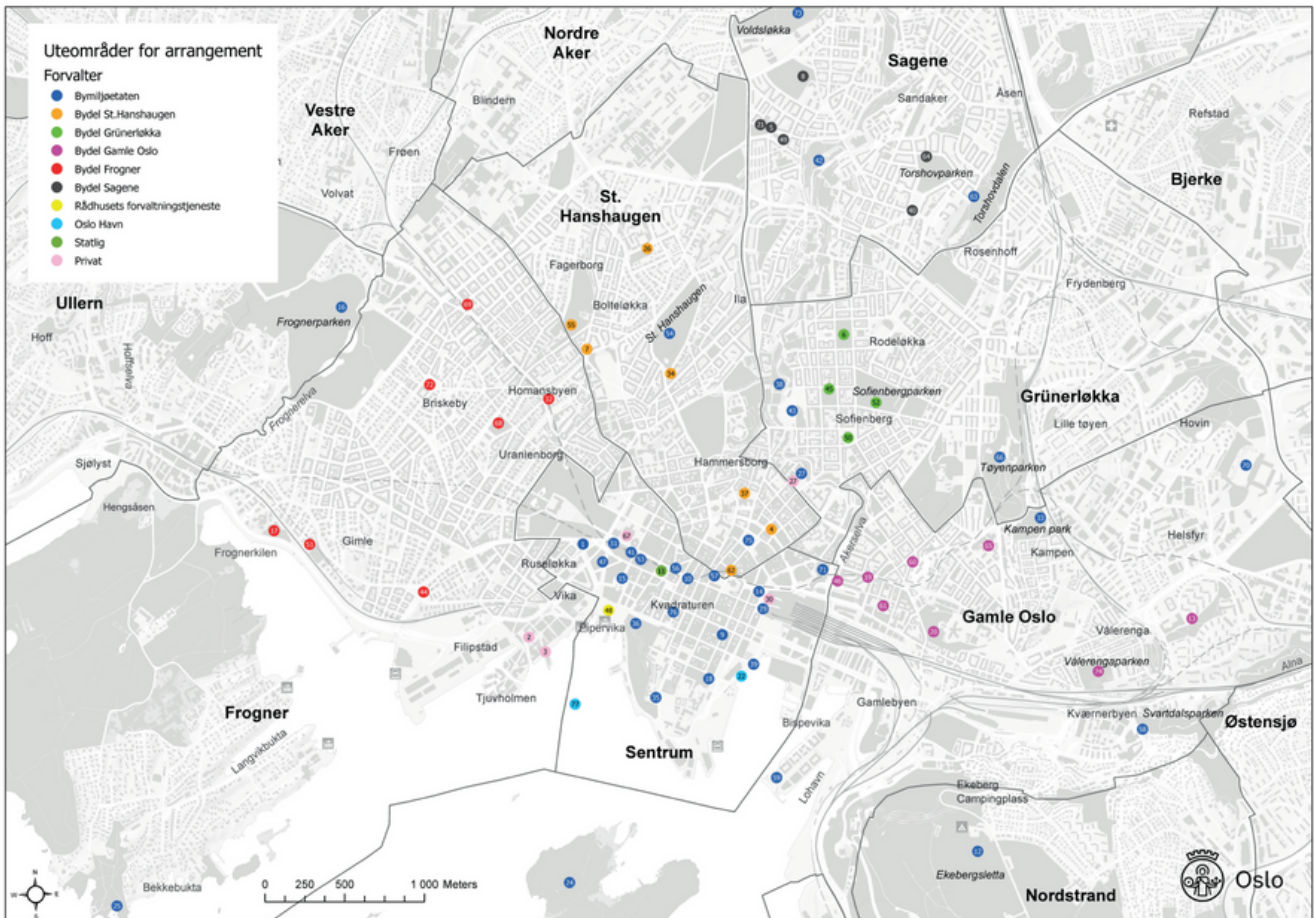 Uteområder for arrangement
Forvalter
Bymiljøetaten
Bydel St.Hanshaugen
Bydel Grünerløkka
Bydel Gamle Oslo
Bydel Frogner
Bydel Sagene
Rådhusets forvaltningstjeneste
Oslo Havn
Statlig
Privat
Nordre
Aker
Voldsløkka
Sagene
Sandaker
Åsen
Refstad
Blindern
Vestre
Aker
Frøen
Volvat
Torshovparken
Torshovdalen
Bjerke
St.
Hanshaugen
Fagerborg
Bolteløkka
St. Hanshaugen
Ila
Rosenhoff
Frydenberg
Ullern
Hoff
Hoffselva
Frognerparken
Frognerelva
Rodeløkka
Homansbyen
Briskeby
Sofienbergparken
Sofienberg
Grünerløkka
Lille tøyen
Hovin
Uranienborg
Hammersborg
Tøyenparken
Sjølyst
Hengsåsen
Kampen park
Kampen
Helsfyr
Akerselva
Frognerkilen
Gimle
Ruseløkka
Vika
Kvadraturen
Pipervika
Gamle Oslo
Vålerenga
Vålerengaparken
Alna
Filipstad
Tjuvholmen
Frogner
Langvikbukta
Sentrum
Bispevika
Gamlebyen
Kværnerbyen
Svartdalsparken
Østensjø
Lohavn
Ekeberg
Campingplass
Ekebergsletta
Nordstrand
Bekkebukta
N
W
E
S
0 250 500 1 000 Meters
Oslo